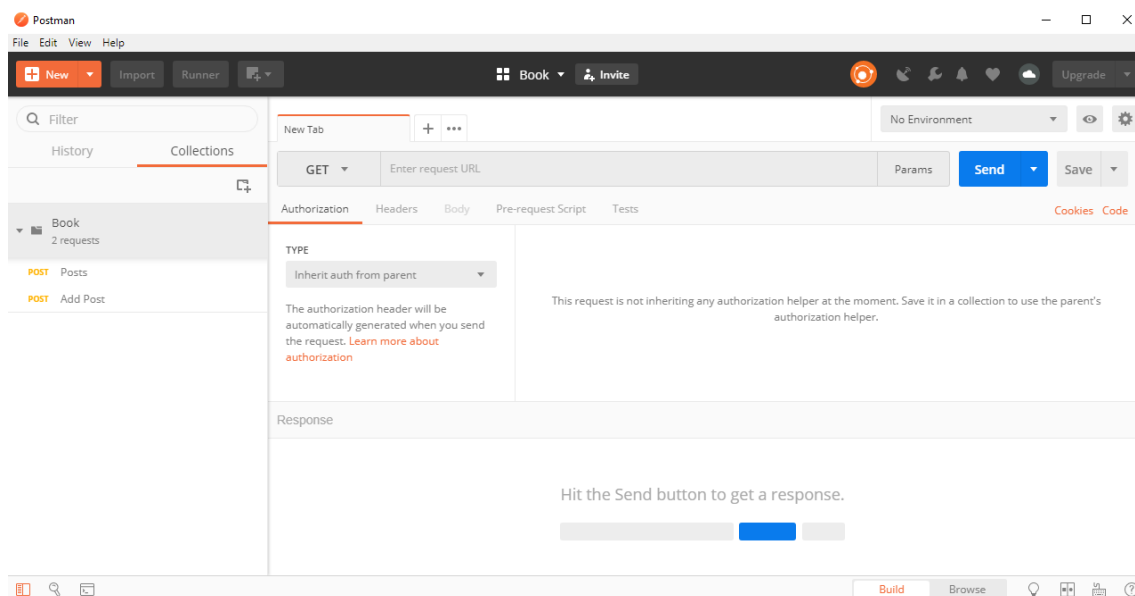 Postman
File Edit View Help
New Import Runner Book Invite Upgrade
Filter
History Collections
Book
2 requests
POST Posts
POST Add Post
New Tab
No Environment
GET Enter request URL Params Send Save
Authorization Headers Body Pre-request Script Tests Cookies Code
TYPE
Inherit auth from parent
The authorization header will be
automatically generated when you send
the request. Learn more about
authorization
This request is not inheriting any authorization helper at the moment. Save it in a collection to use the parent's
authorization helper.
Response
Hit the Send button to get a response.
Build Browse